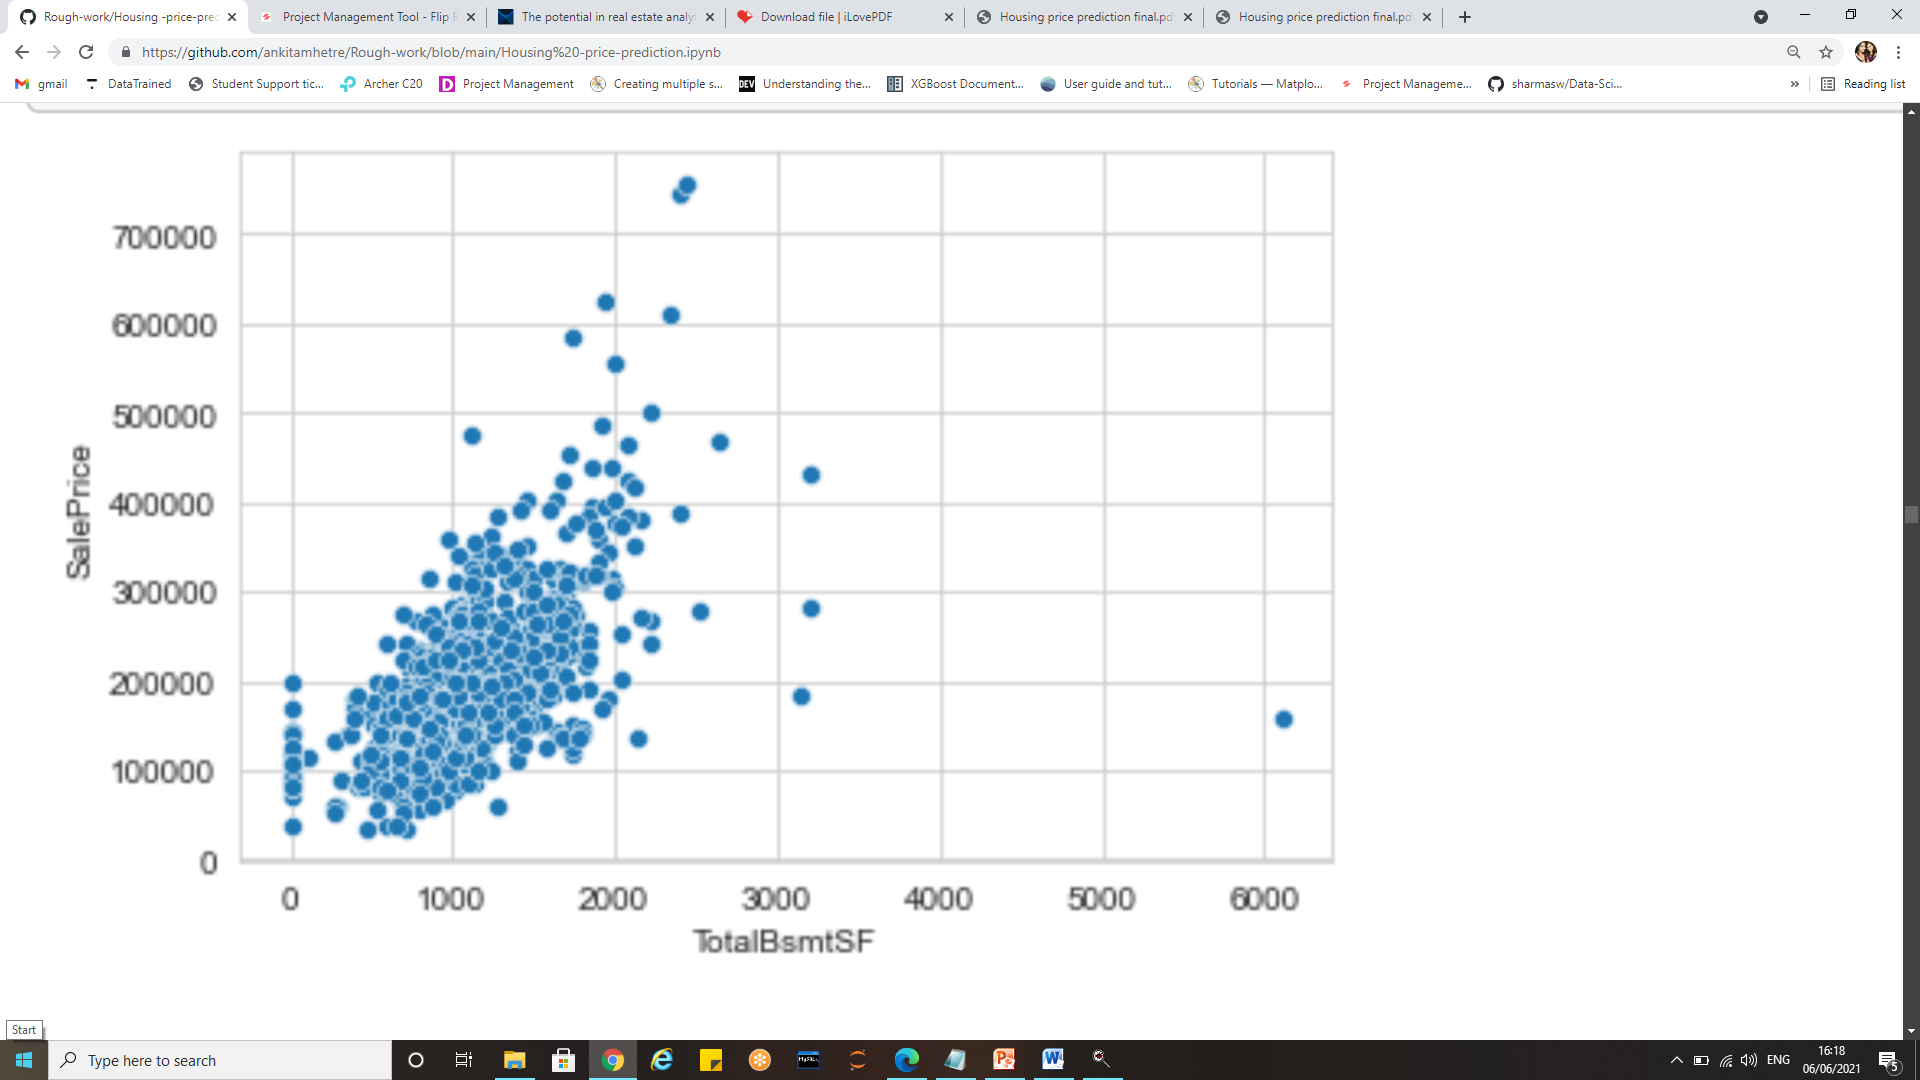 Rough-work/Housing -price-pred
Project Management Tool - Flip R
The potential in real estate analyt
Download file | iLovePDF
Housing price prediction final.pd
Housing price prediction final.pd
https://github.com/ankitamhetre/Rough-work/blob/main/Housing%20-price-prediction.ipynb
gmail
DataTrained
Student Support tic...
Archer C20
Project Management
Creating multiple s...
DEV
Understanding the...
XGBoost Document...
User guide and tut...
Tutorials — Matplo...
Project Manageme...
sharmasw/Data-Sci...
»
Reading list
700000
600000
500000
400000
300000
200000
100000
0
SalePrice
0 1000 2000 3000 4000 5000 6000
TotalBsmtSF
Start
Type here to search
MySQL
ENG
16:18
06/06/2021
5